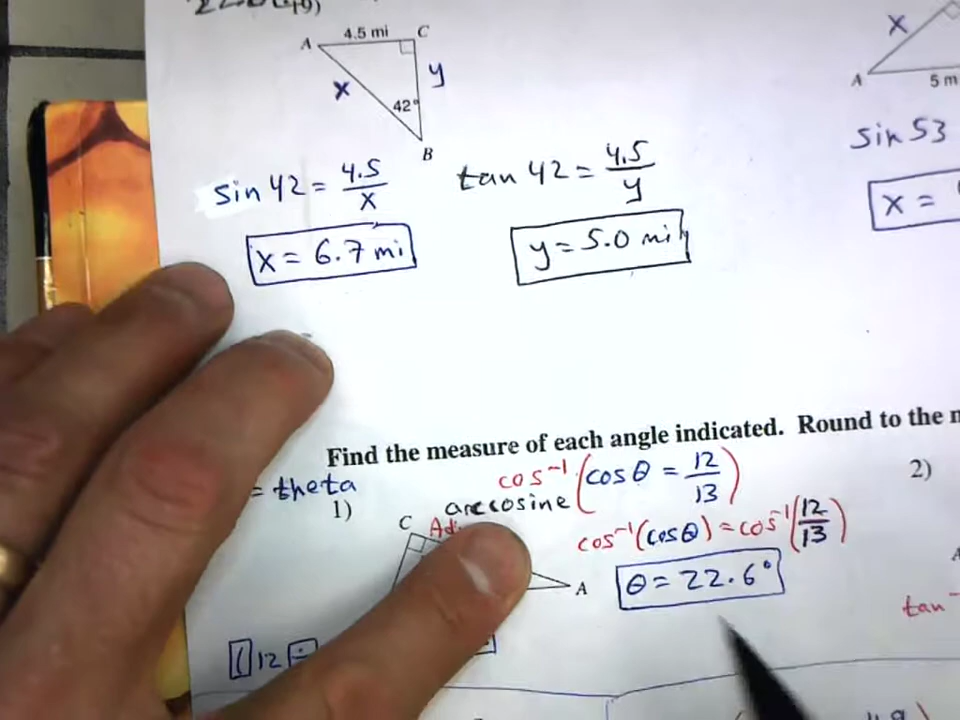 A 4.5 mi C
x
y
42°
B
x
A
5 m
sin 42 = 4.5/x
tan 42 = 4.5/y
sin 53
x = 6.7 mi
y = 5.0 mi
x =
Find the measure of each angle indicated. Round to the
= theta
cos⁻¹ (cos θ = 12/13)
2)
1)
arccosine
C
cos⁻¹(cos θ) = cos⁻¹(12/13)
A
θ = 22.6°
tan⁻
( 12 ÷